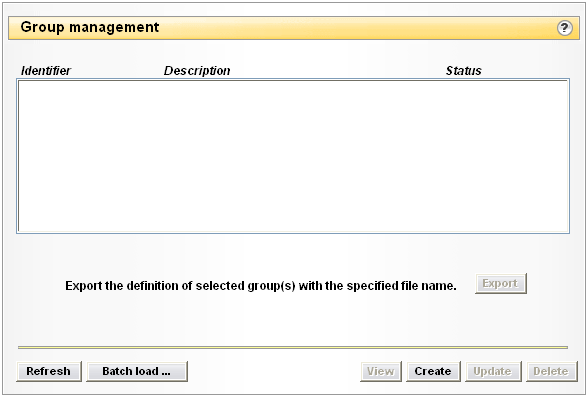 Group management ?
Identifier Description Status
Export the definition of selected group(s) with the specified file name. Export
Refresh Batch load ... View Create Update Delete